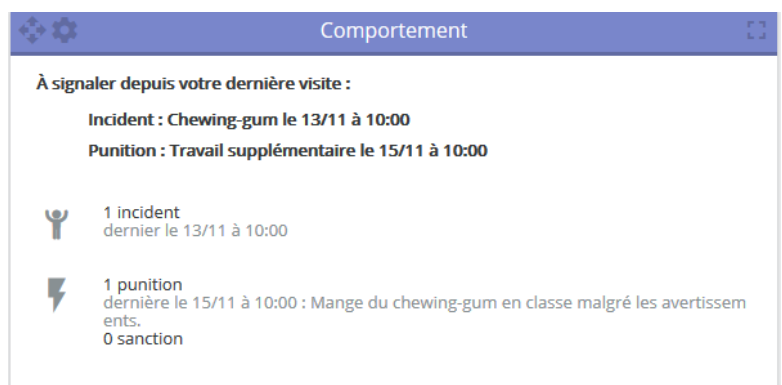 Comportement
À signaler depuis votre dernière visite :
Incident : Chewing-gum le 13/11 à 10:00
Punition : Travail supplémentaire le 15/11 à 10:00
1 incident
dernier le 13/11 à 10:00
1 punition
dernière le 15/11 à 10:00 : Mange du chewing-gum en classe malgré les avertissem
ents.
0 sanction